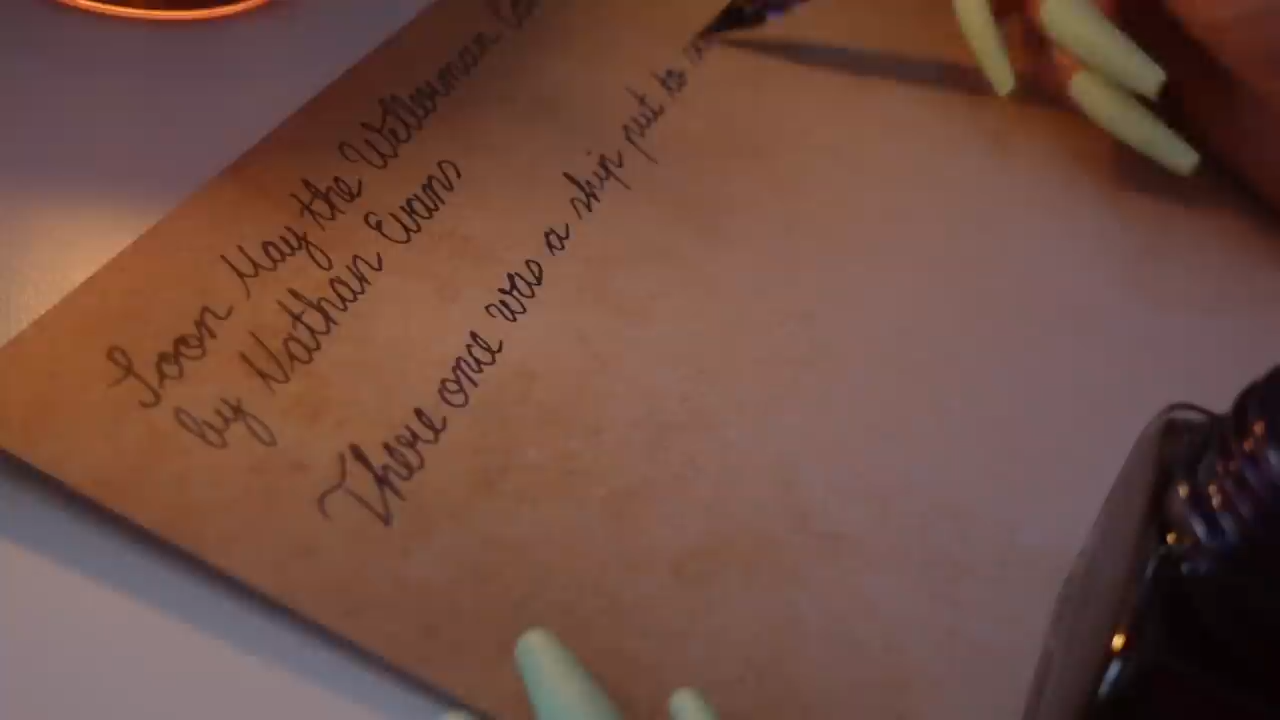 Soon May the Wellerman
by Nathan Evans
There once was a ship put to